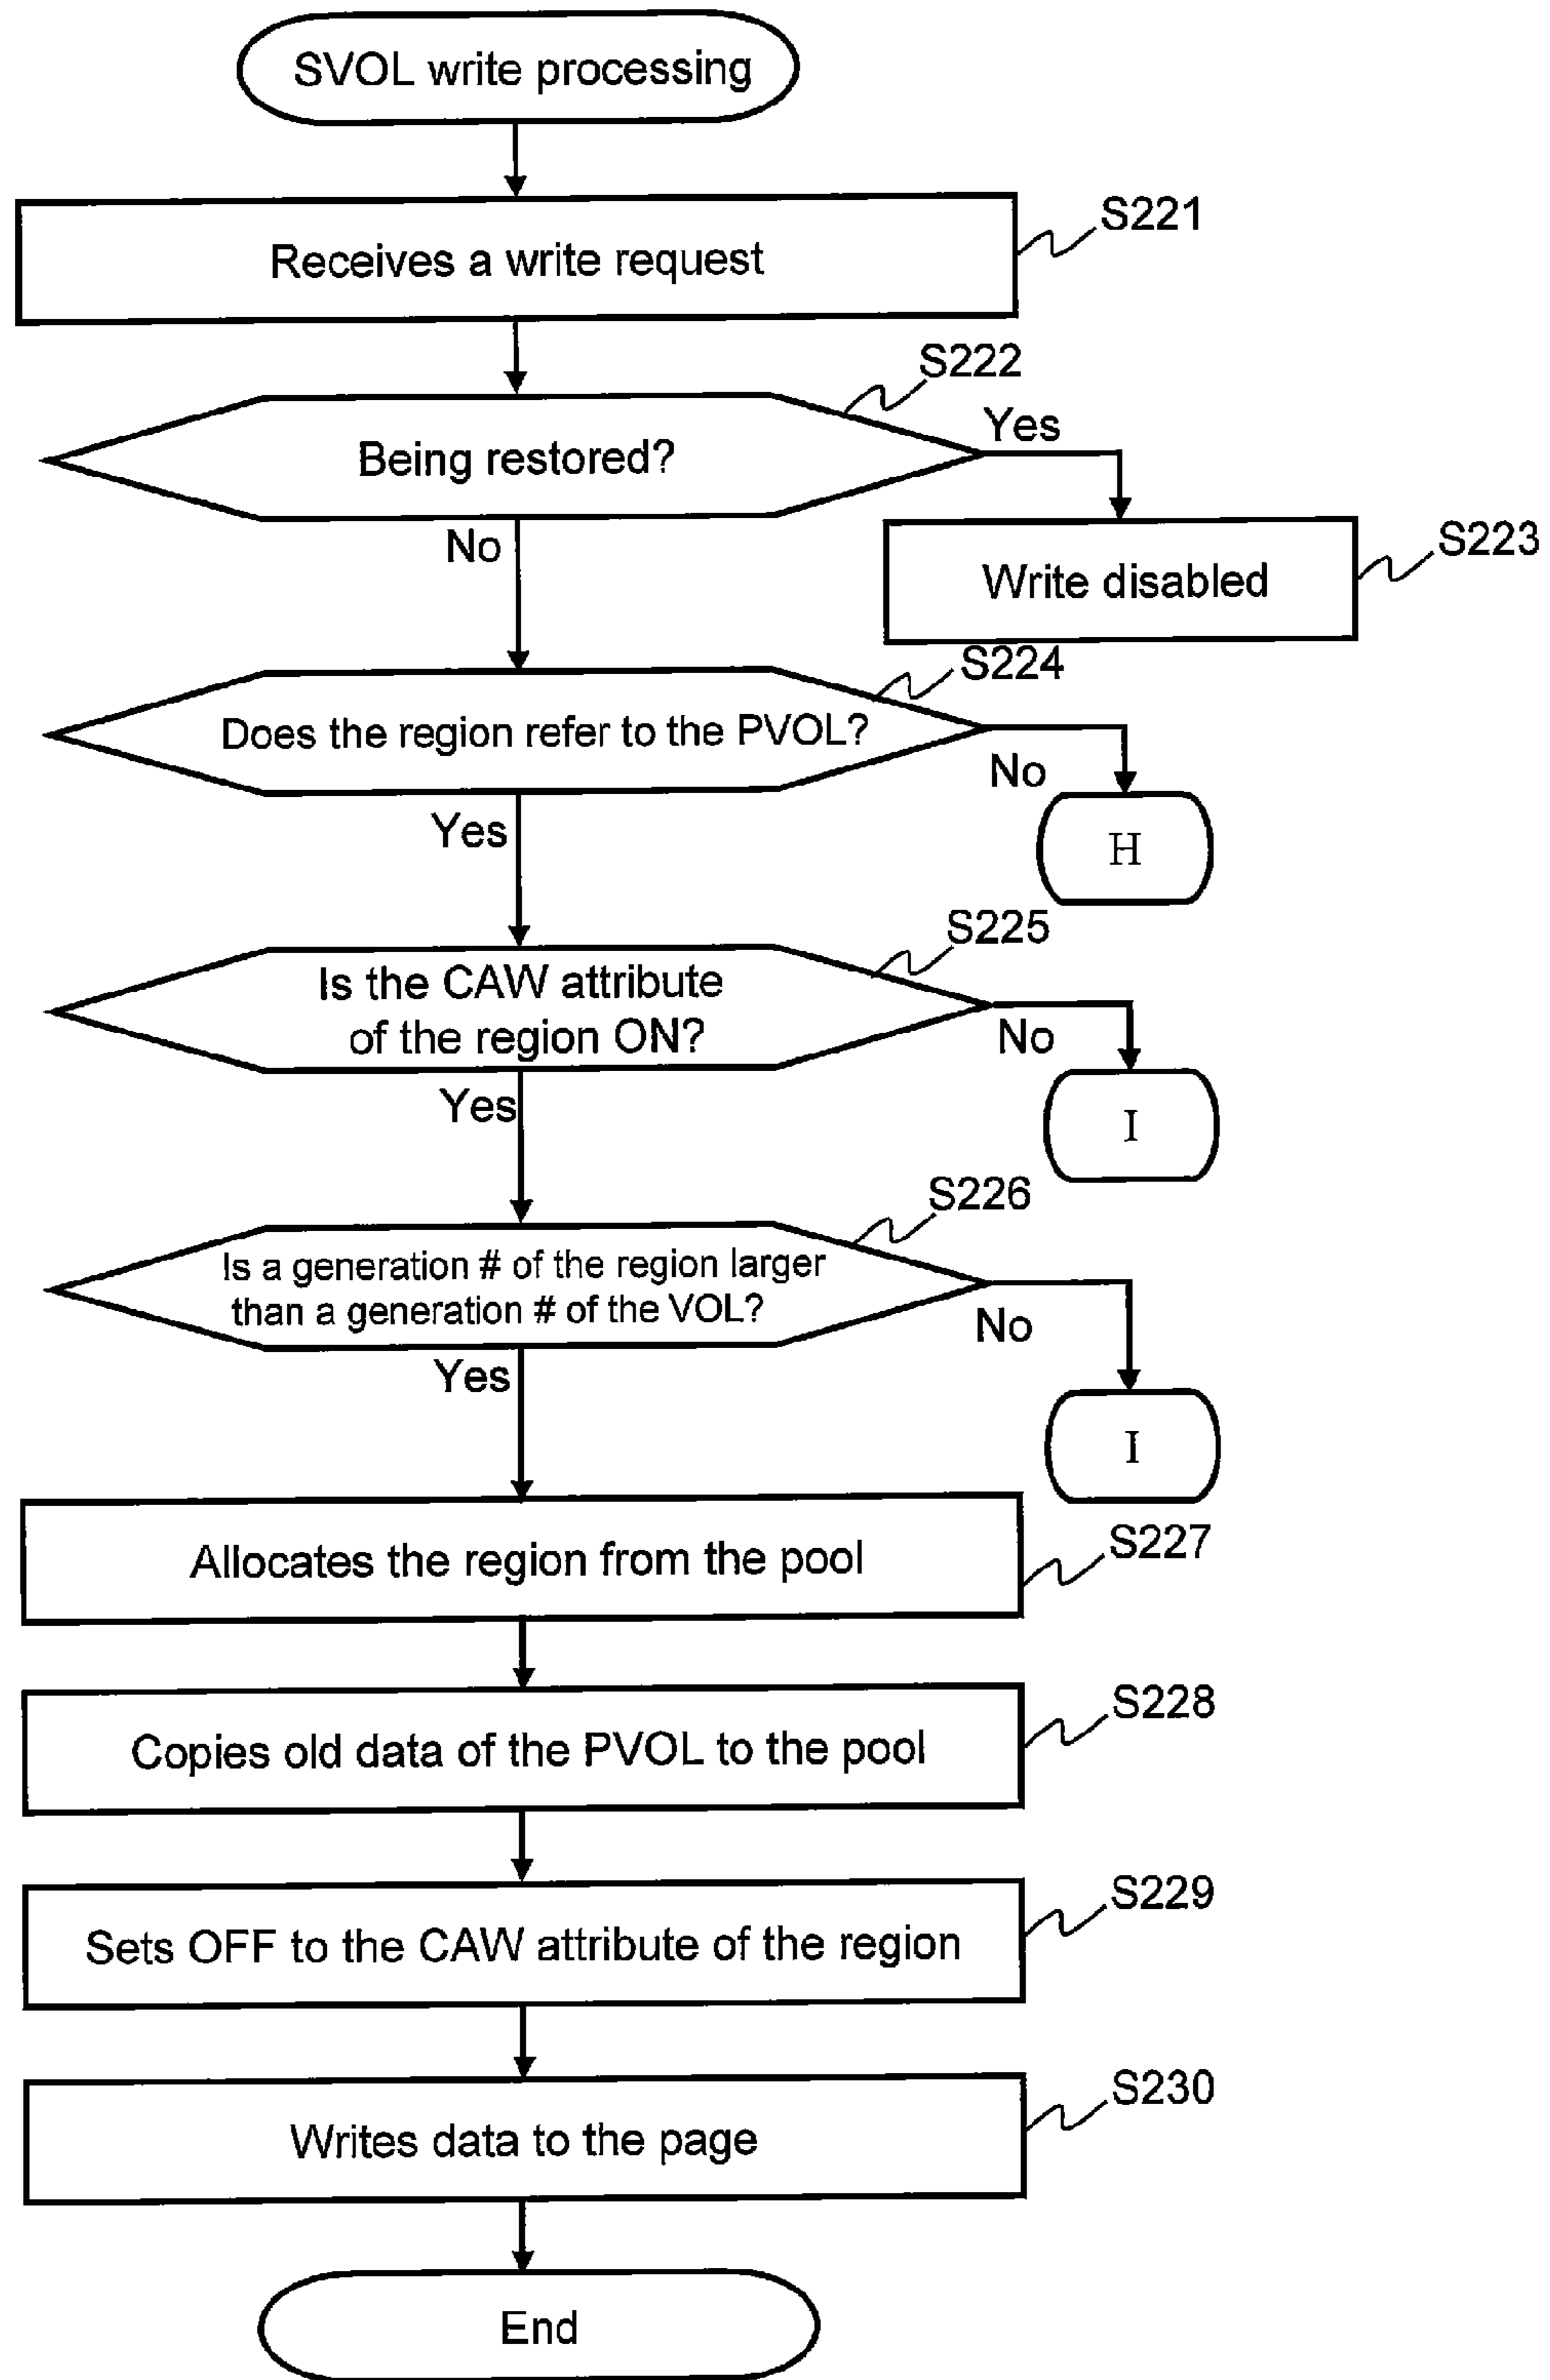 SVOL write processing
S221
Receives a write request
S222
Being restored?
Yes
No
S223
Write disabled
S224
Does the region refer to the PVOL?
No
Yes
H
S225
Is the CAW attribute
of the region ON?
No
Yes
I
S226
Is a generation # of the region larger
than a generation # of the VOL?
No
Yes
I
S227
Allocates the region from the pool
S228
Copies old data of the PVOL to the pool
S229
Sets OFF to the CAW attribute of the region
S230
Writes data to the page
End